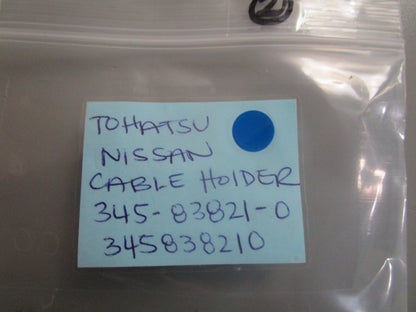 TOHATSU
NISSAN
CABLE HOLDER
345-83821-0
345838210